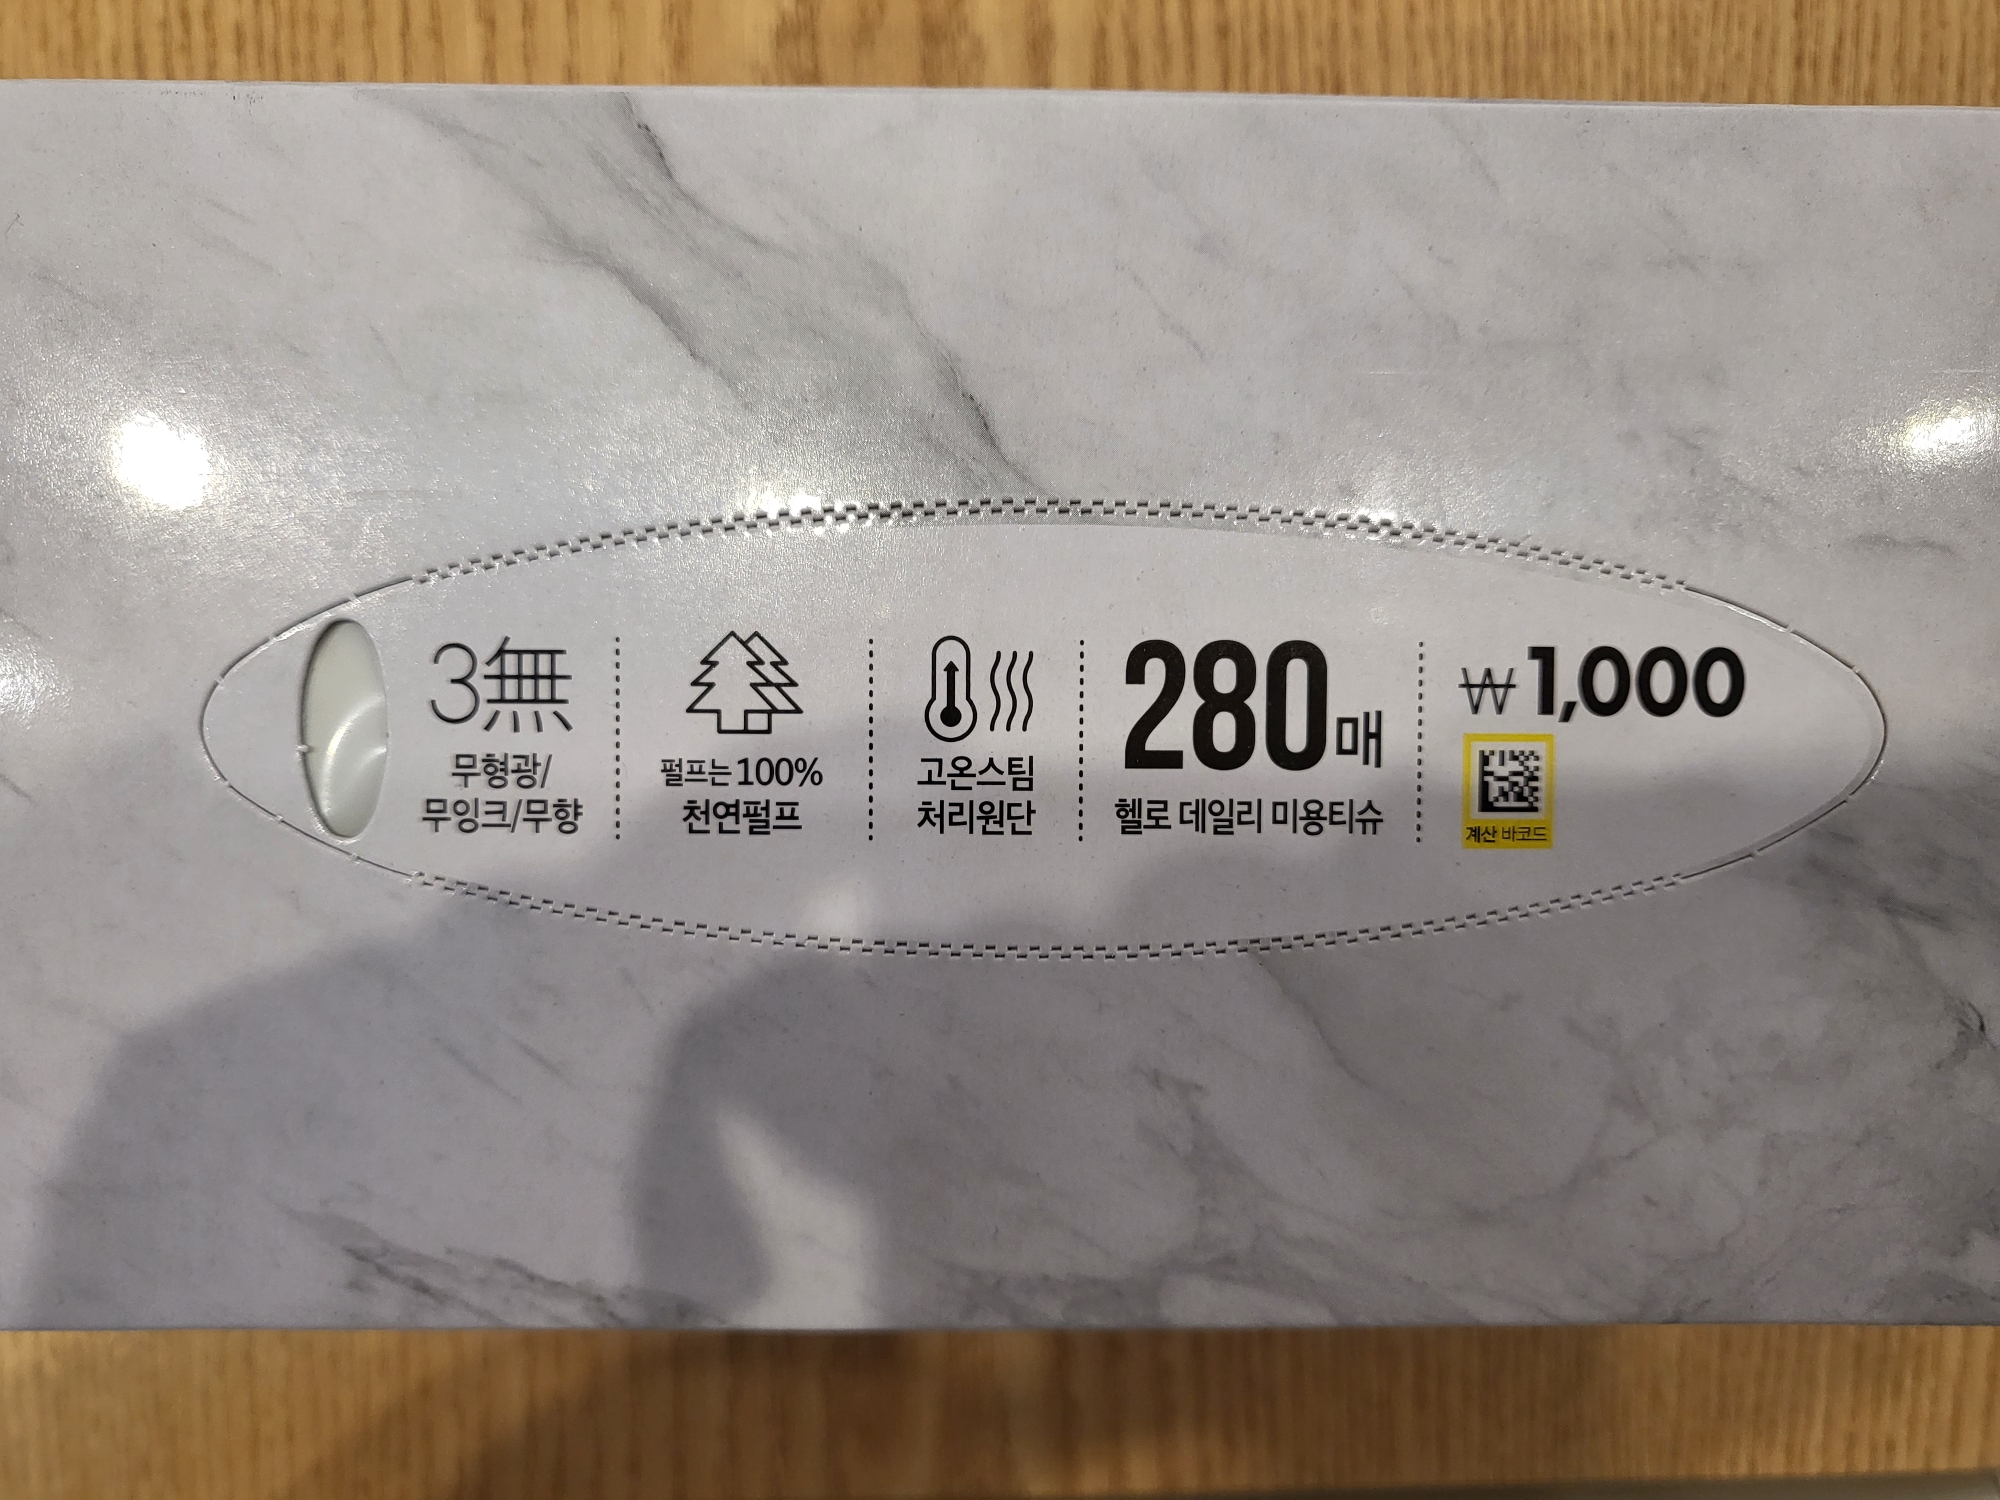 3無
무형광/
무잉크/무향
펄프는 100%
천연펄프
고온스팀
처리원단
280매
헬로 데일리 미용티슈
₩1,000
계산 바코드